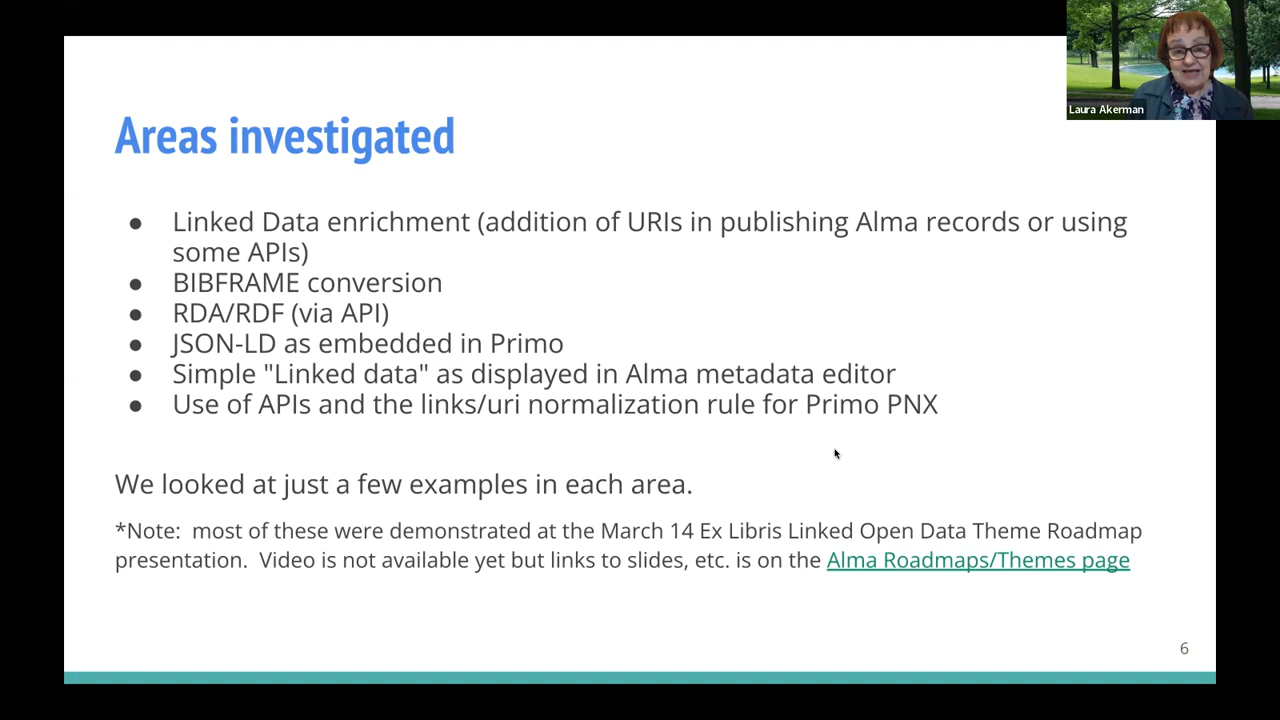 Laura Akerman
Areas investigated
● Linked Data enrichment (addition of URIs in publishing Alma records or using
some APIs)
● BIBFRAME conversion
● RDA/RDF (via API)
● JSON-LD as embedded in Primo
● Simple "Linked data" as displayed in Alma metadata editor
● Use of APIs and the links/uri normalization rule for Primo PNX
We looked at just a few examples in each area.
*Note:  most of these were demonstrated at the March 14 Ex Libris Linked Open Data Theme Roadmap
presentation.  Video is not available yet but links to slides, etc. is on the Alma Roadmaps/Themes page
6